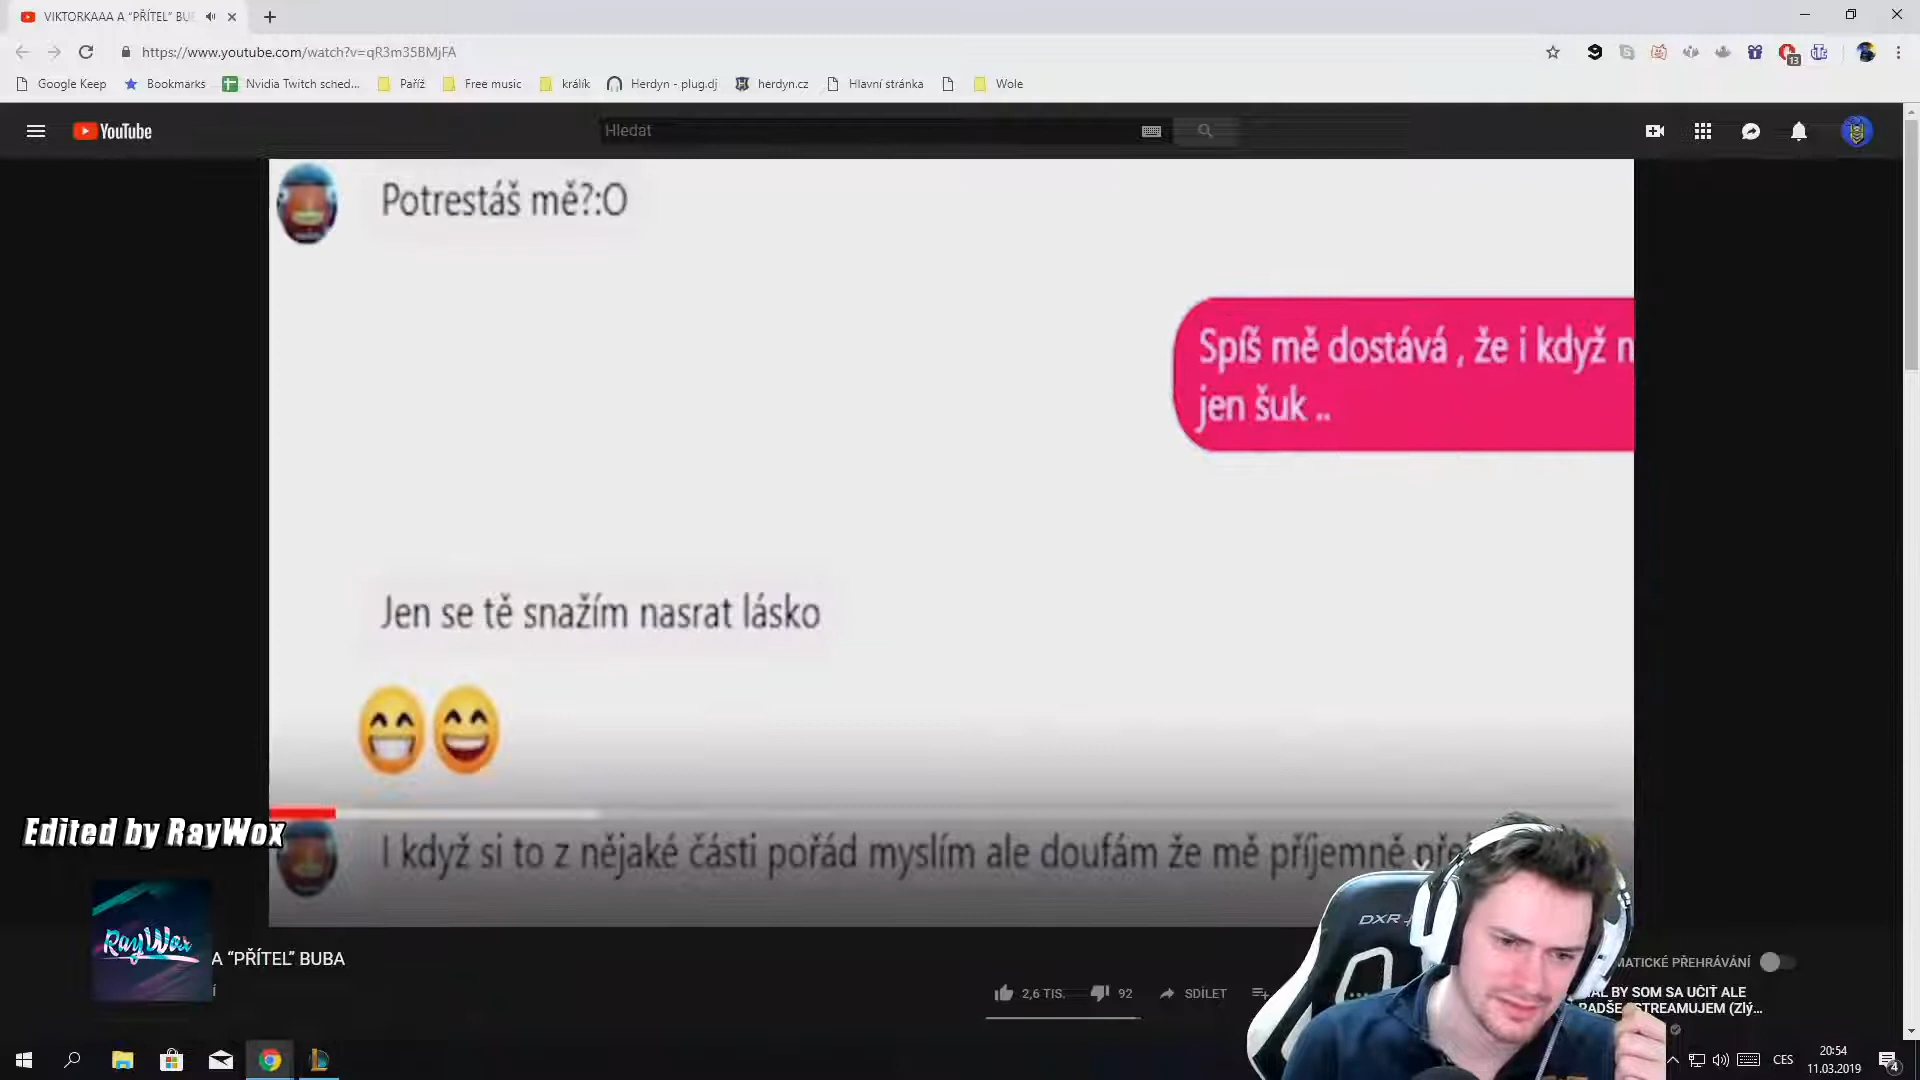 VIKTORKAAA A "PŘÍTEL" BU
https://www.youtube.com/watch?v=qR3m35BMjFA
13
Google Keep
Bookmarks
Nvidia Twitch sched...
Paříž
Free music
králík
Herdyn - plug.dj
herdyn.cz
Hlavní stránka
Wole
YouTube
Hledat
Potrestáš mě?:O
Spíš mě dostává , že i když n
jen šuk ..
Jen se tě snažím nasrat lásko
I když si to z nějaké části pořád myslím ale doufám že mě příjemně
Edited by RayWox
RayWox
A “PŘÍTEL” BUBA
2,6 TIS.
92
SDÍLET
MATICKÉ PŘEHRÁVÁNÍ
BY SOM SA UČIŤ ALE
STREAMUJEM (Zlý...
DXR
CES
20:54
11.03.2019
4